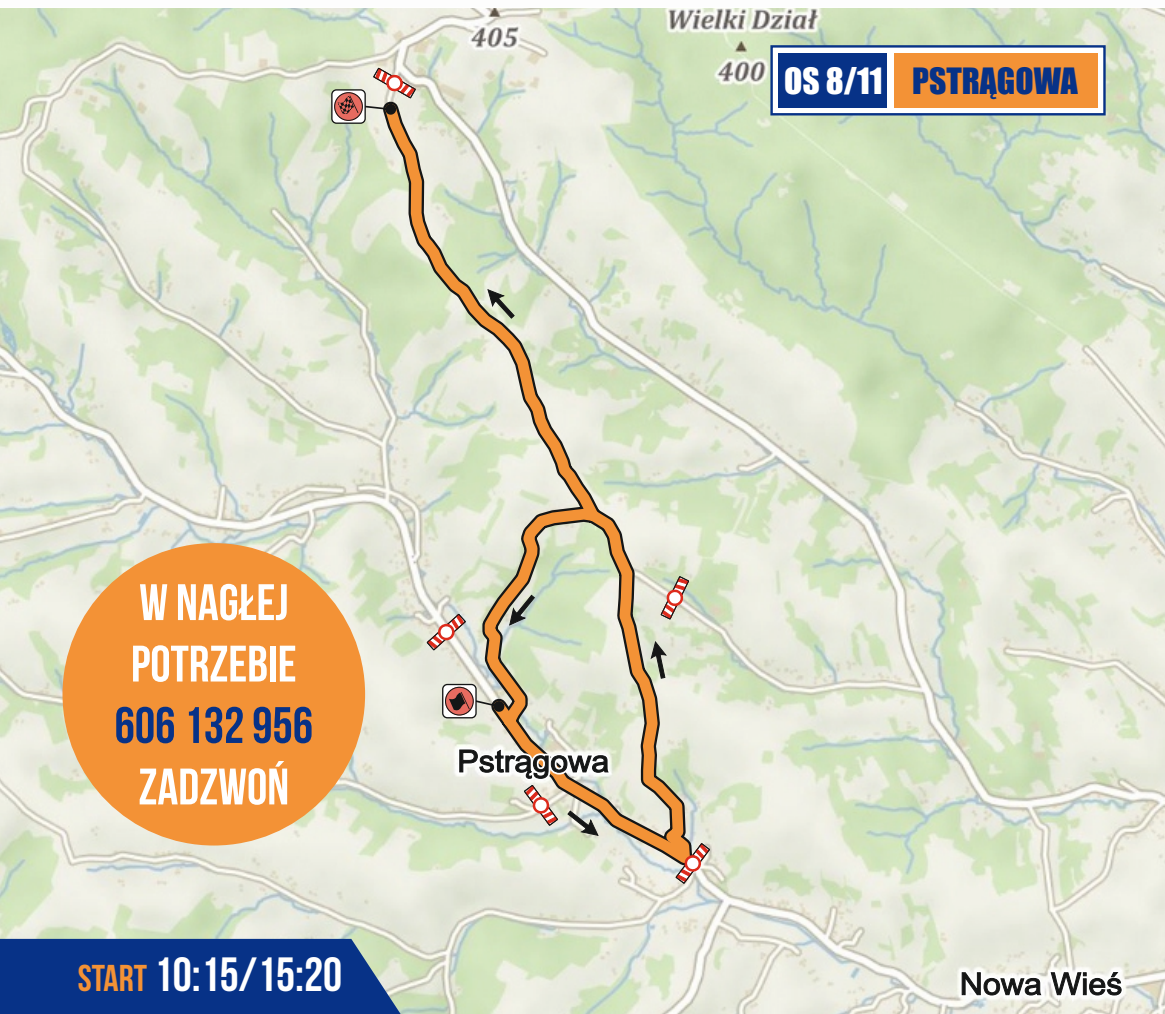 Wielki Dział
405
400
OS 8/11 PSTRĄGOWA
W NAGŁEJ
POTRZEBIE
606 132 956
ZADZWOŃ
Pstrągowa
START 10:15/15:20
Nowa Wieś